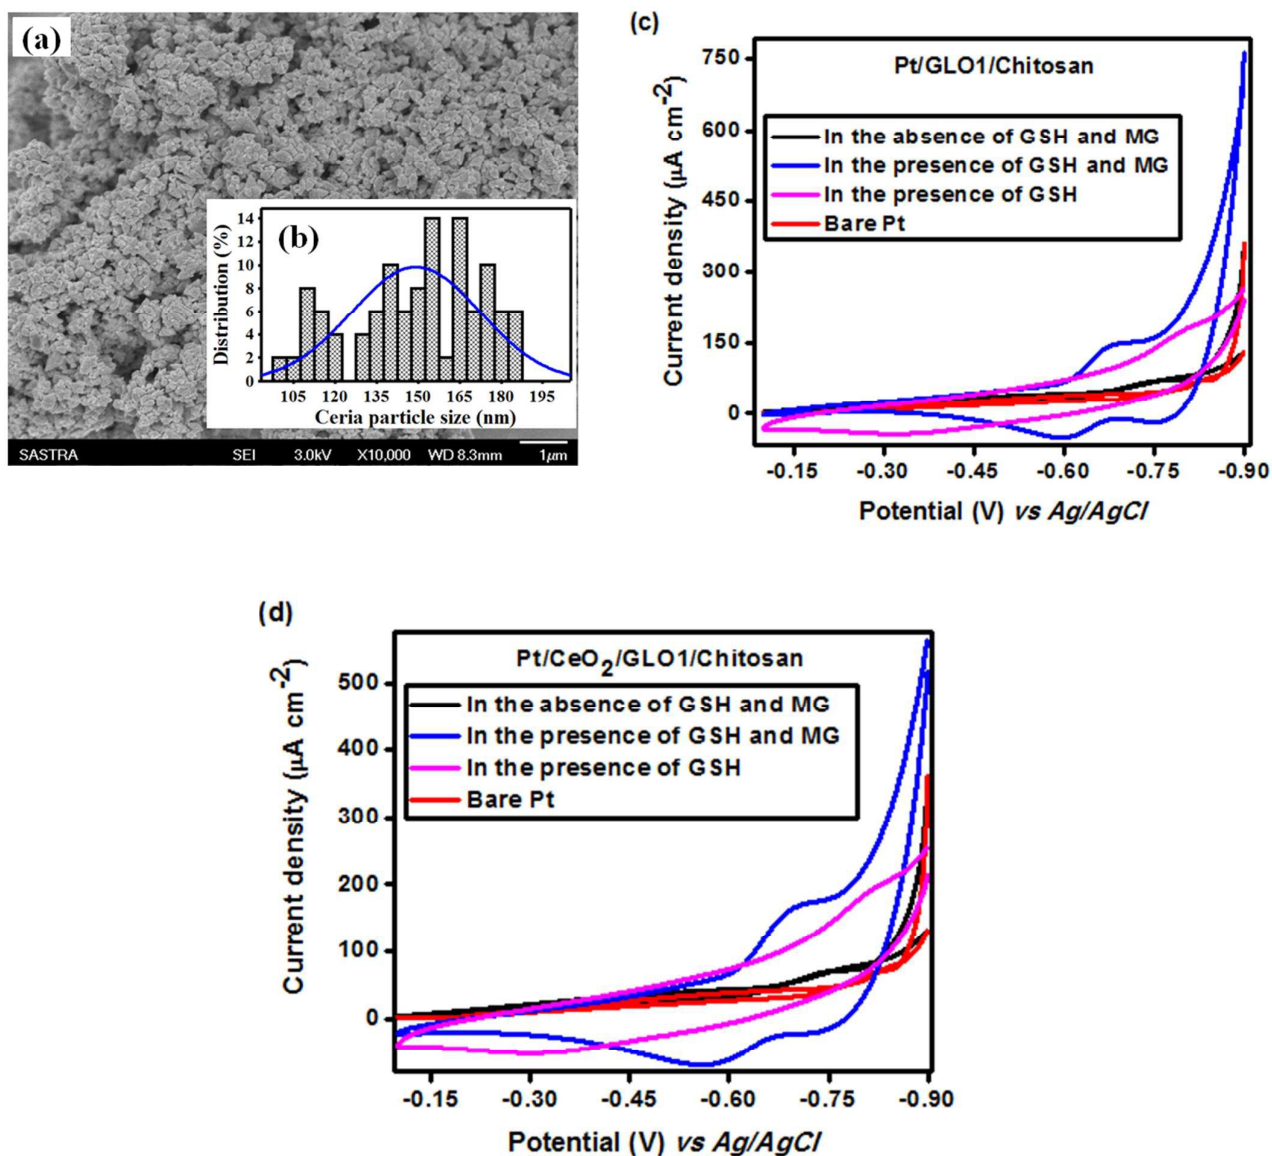 (a)
(b)
Distribution (%)
14
12
10
8
6
4
2
0
105 120 135 150 165 180 195
Ceria particle size (nm)
SASTRA SEI 3.0kV X10,000 WD 8.3mm 1µm
(c)
Pt/GLO1/Chitosan
In the absence of GSH and MG
In the presence of GSH and MG
In the presence of GSH
Bare Pt
Current density (µA cm-2)
750
600
450
300
150
0
-0.15 -0.30 -0.45 -0.60 -0.75 -0.90
Potential (V) vs Ag/AgCl
(d)
Pt/CeO2/GLO1/Chitosan
In the absence of GSH and MG
In the presence of GSH and MG
In the presence of GSH
Bare Pt
Current density (µA cm-2)
500
400
300
200
100
0
-0.15 -0.30 -0.45 -0.60 -0.75 -0.90
Potential (V) vs Ag/AgCl